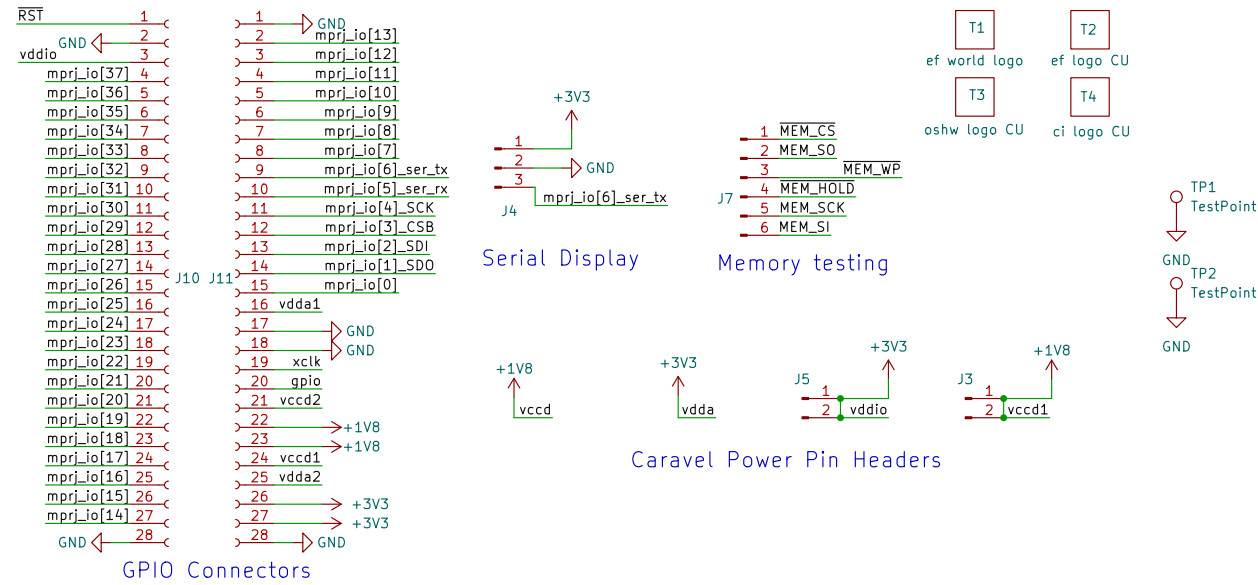 RST 1
GND 2
vddio 3
mprj_io[37] 4
mprj_io[36] 5
mprj_io[35] 6
mprj_io[34] 7
mprj_io[33] 8
mprj_io[32] 9
mprj_io[31] 10
mprj_io[30] 11
mprj_io[29] 12
mprj_io[28] 13
mprj_io[27] 14
mprj_io[26] 15
mprj_io[25] 16
mprj_io[24] 17
mprj_io[23] 18
mprj_io[22] 19
mprj_io[21] 20
mprj_io[20] 21
mprj_io[19] 22
mprj_io[18] 23
mprj_io[17] 24
mprj_io[16] 25
mprj_io[15] 26
mprj_io[14] 27
GND 28
J10
J11
1 GND
2 mprj_io[13]
3 mprj_io[12]
4 mprj_io[11]
5 mprj_io[10]
6 mprj_io[9]
7 mprj_io[8]
8 mprj_io[7]
9 mprj_io[6]_ser_tx
10 mprj_io[5]_ser_rx
11 mprj_io[4]_SCK
12 mprj_io[3]_CSB
13 mprj_io[2]_SDI
14 mprj_io[1]_SDO
15 mprj_io[0]
16 vdda1
17 GND
18 GND
19 xclk
20 gpio
21 vccd2
22 +1V8
23 +1V8
24 vccd1
25 vdda2
26 +3V3
27 +3V3
28 GND
GPIO Connectors
+3V3
1
2 GND
3 mprj_io[6]_ser_tx
J4
Serial Display
1 MEM_CS
2 MEM_SO
3 MEM_WP
4 MEM_HOLD
5 MEM_SCK
6 MEM_SI
J7
Memory testing
T1
ef world logo
T2
ef logo CU
T3
oshw logo CU
T4
ci logo CU
TP1
TestPoint
GND
TP2
TestPoint
GND
+1V8
vccd
+3V3
vdda
+3V3
J5
1
2 vddio
+1V8
J3
1
2 vccd1
Caravel Power Pin Headers